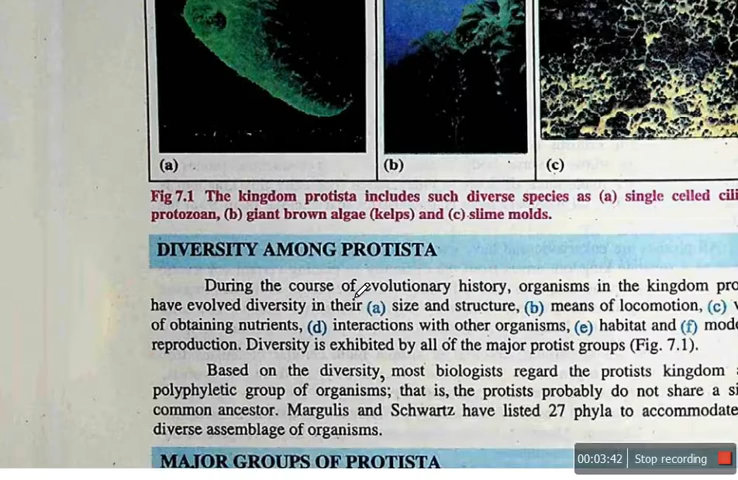 (a) (b) (c)
Fig 7.1 The kingdom protista includes such diverse species as (a) single celled
protozoan, (b) giant brown algae (kelps) and (c) slime molds.
DIVERSITY AMONG PROTISTA
During the course of evolutionary history, organisms in the kingdom
have evolved diversity in their (a) size and structure, (b) means of locomotion, (c)
of obtaining nutrients, (d) interactions with other organisms, (e) habitat and (f)
reproduction. Diversity is exhibited by all of the major protist groups (Fig. 7.1).
Based on the diversity, most biologists regard the protists kingdom
polyphyletic group of organisms; that is, the protists probably do not share a
common ancestor. Margulis and Schwartz have listed 27 phyla to accommodate
diverse assemblage of organisms.
MAJOR GROUPS OF PROTISTA
00:03:42 Stop recording